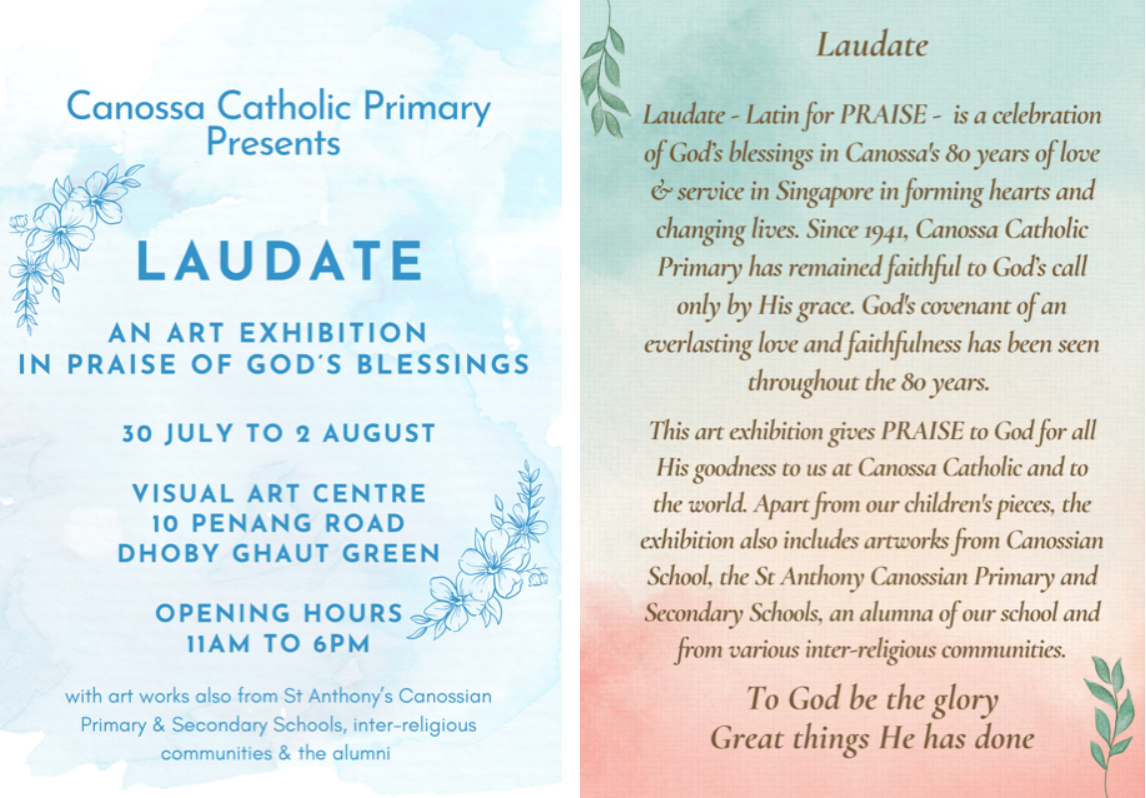 Canossa Catholic Primary
Presents
LAUDATE
AN ART EXHIBITION
IN PRAISE OF GOD'S BLESSINGS
30 JULY TO 2 AUGUST
VISUAL ART CENTRE
10 PENANG ROAD
DHOBY GHAUT GREEN
OPENING HOURS
11AM TO 6PM
with art works also from St Anthony's Canossian
Primary & Secondary Schools, inter-religious
communities & the alumni
Laudate
Laudate - Latin for PRAISE - is a celebration
of God's blessings in Canossa's 80 years of love
& service in Singapore in forming hearts and
changing lives. Since 1941, Canossa Catholic
Primary has remained faithful to God's call
only by His grace. God's covenant of an
everlasting love and faithfulness has been seen
throughout the 80 years.
This art exhibition gives PRAISE to God for all
His goodness to us at Canossa Catholic and to
the world. Apart from our children's pieces, the
exhibition also includes artworks from Canossian
School, the St Anthony Canossian Primary and
Secondary Schools, an alumna of our school and
from various inter-religious communities.
To God be the glory
Great things He has done